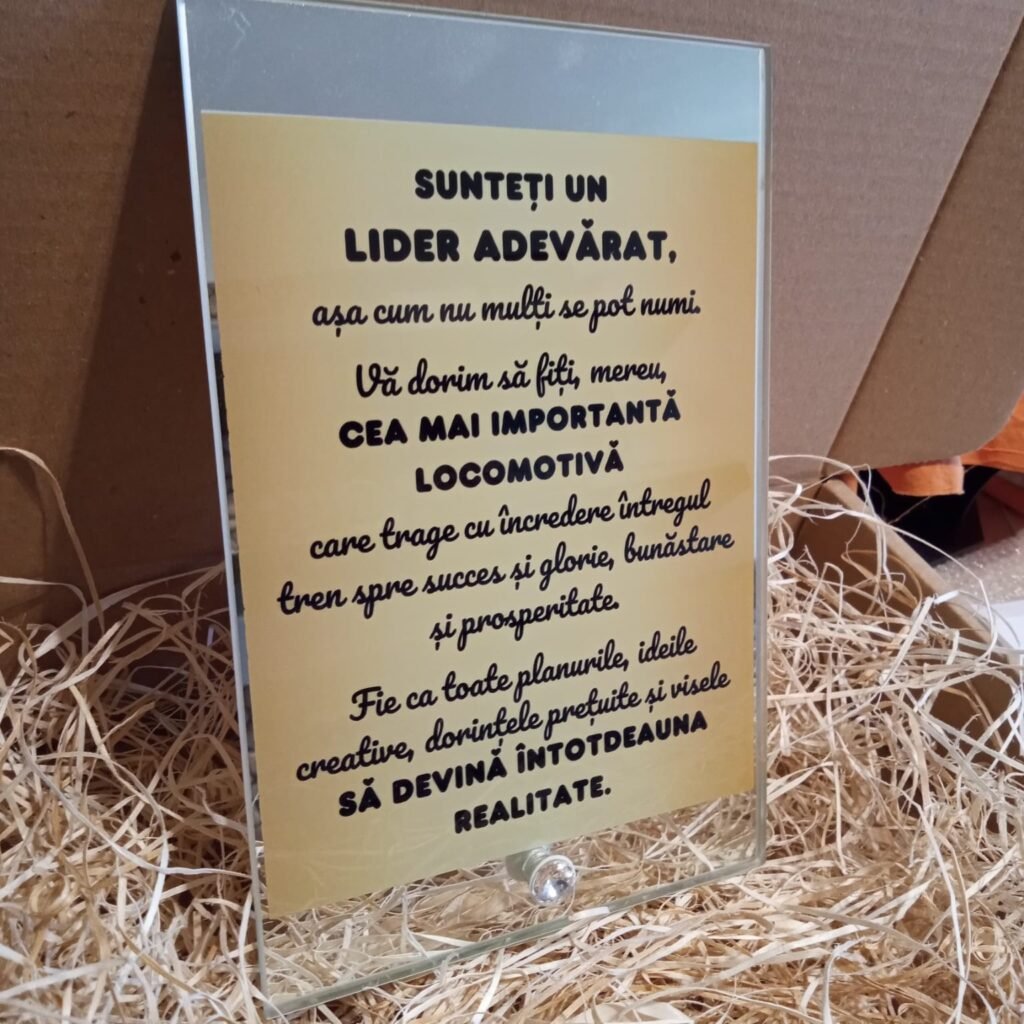 SUNTEȚI UN
LIDER ADEVĂRAT,
așa cum nu mulți se pot numi.
Vă dorim să fiți, mereu,
CEA MAI IMPORTANTĂ
LOCOMOTIVĂ
care trage cu încredere întregul
tren spre succes și glorie, bunăstare
și prosperitate.
Fie ca toate planurile, ideile
creative, dorințele prețuite și visele
SĂ DEVINĂ ÎNTOTDEAUNA
REALITATE.